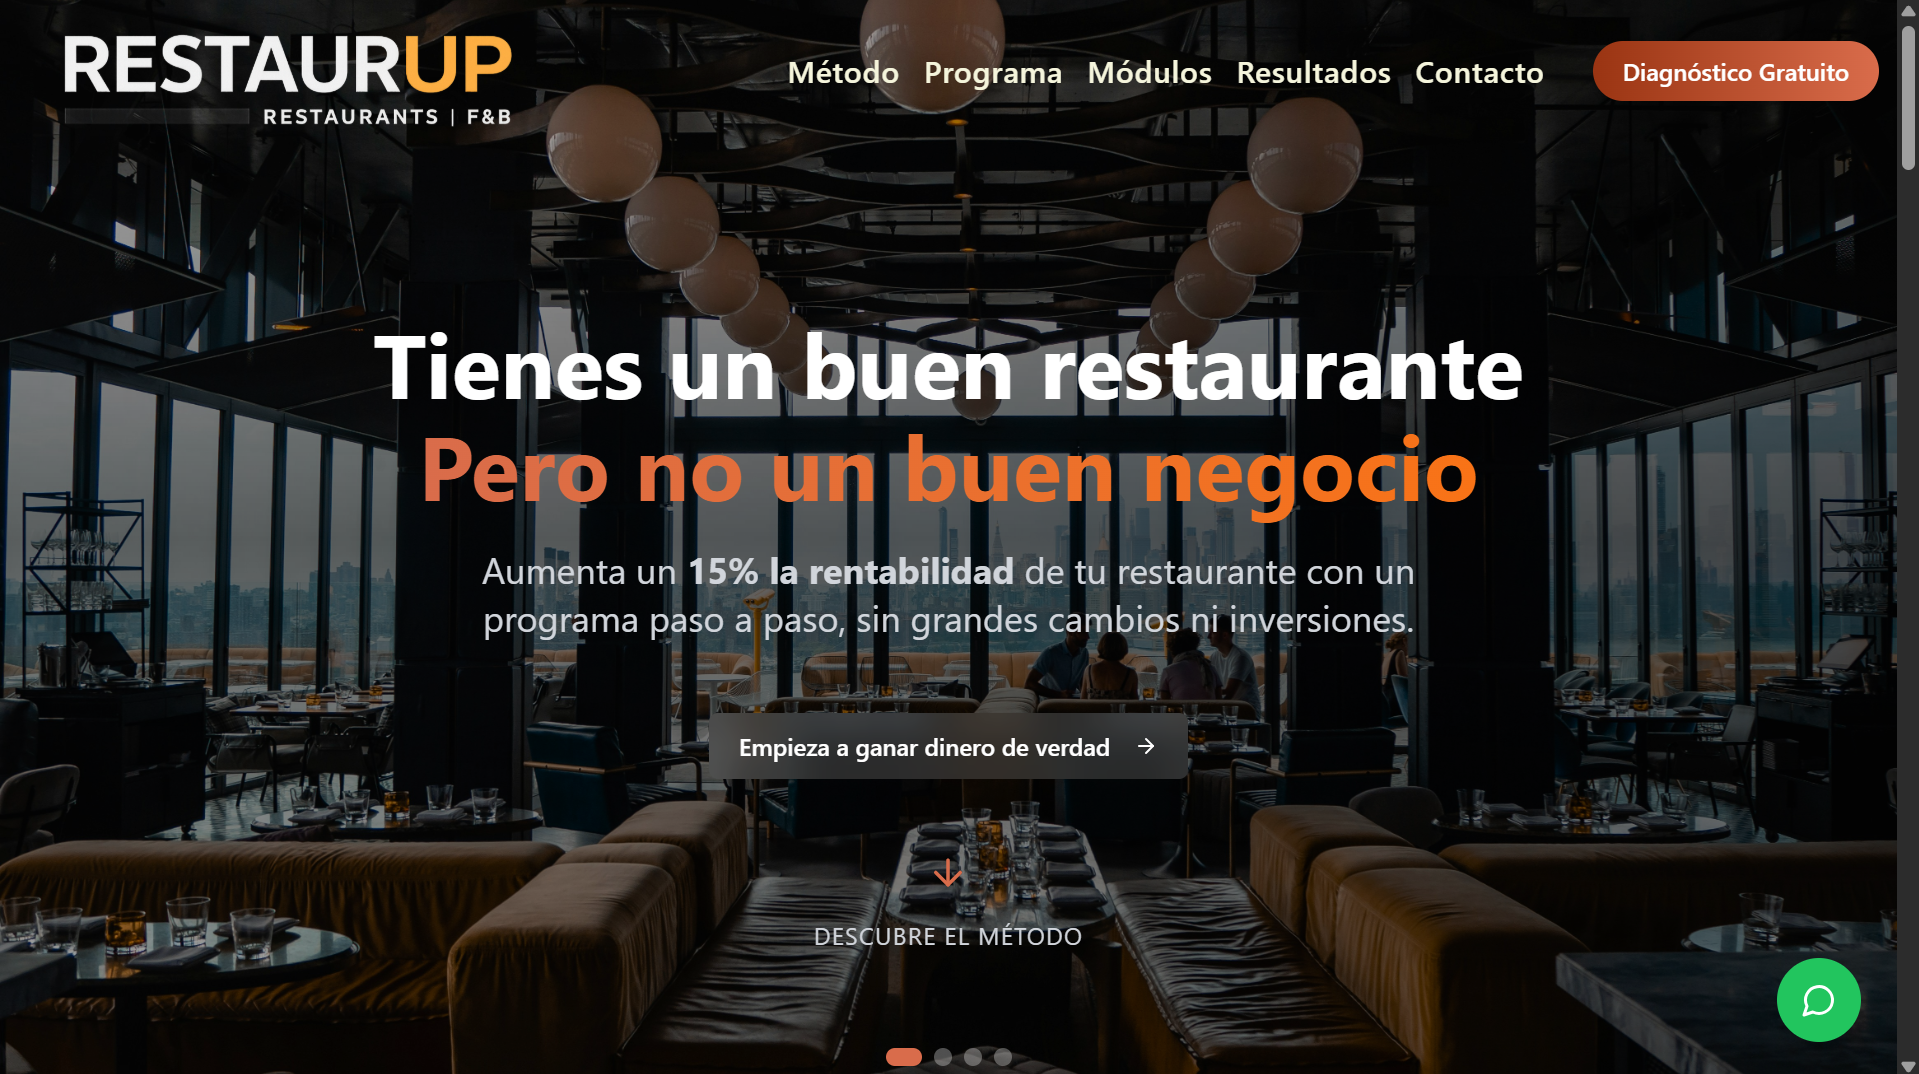 RESTAURUP
RESTAURANTS | F&B
Método Programa Módulos Resultados Contacto
Diagnóstico Gratuito
Tienes un buen restaurante
Pero no un buen negocio
Aumenta un 15% la rentabilidad de tu restaurante con un
programa paso a paso, sin grandes cambios ni inversiones.
Empieza a ganar dinero de verdad
DESCUBRE EL MÉTODO